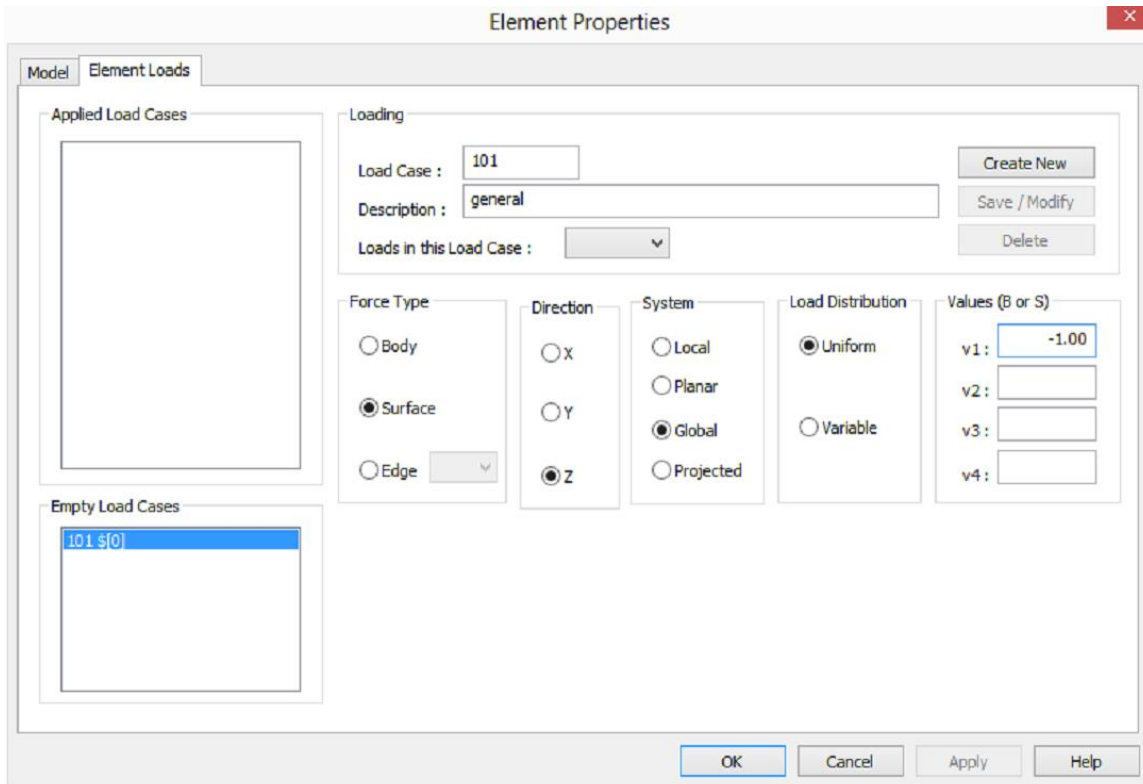 Element Properties
Model
Element Loads
Applied Load Cases
Loading
Load Case :
101
Create New
Description :
general
Save / Modify
Loads in this Load Case :
Delete
Force Type
Direction
System
Load Distribution
Values (B or S)
Body
X
Local
Uniform
v1:
-1.00
Planar
v2:
Surface
Y
Global
Variable
v3:
Edge
Z
Projected
v4:
Empty Load Cases
101 $[0]
OK
Cancel
Apply
Help